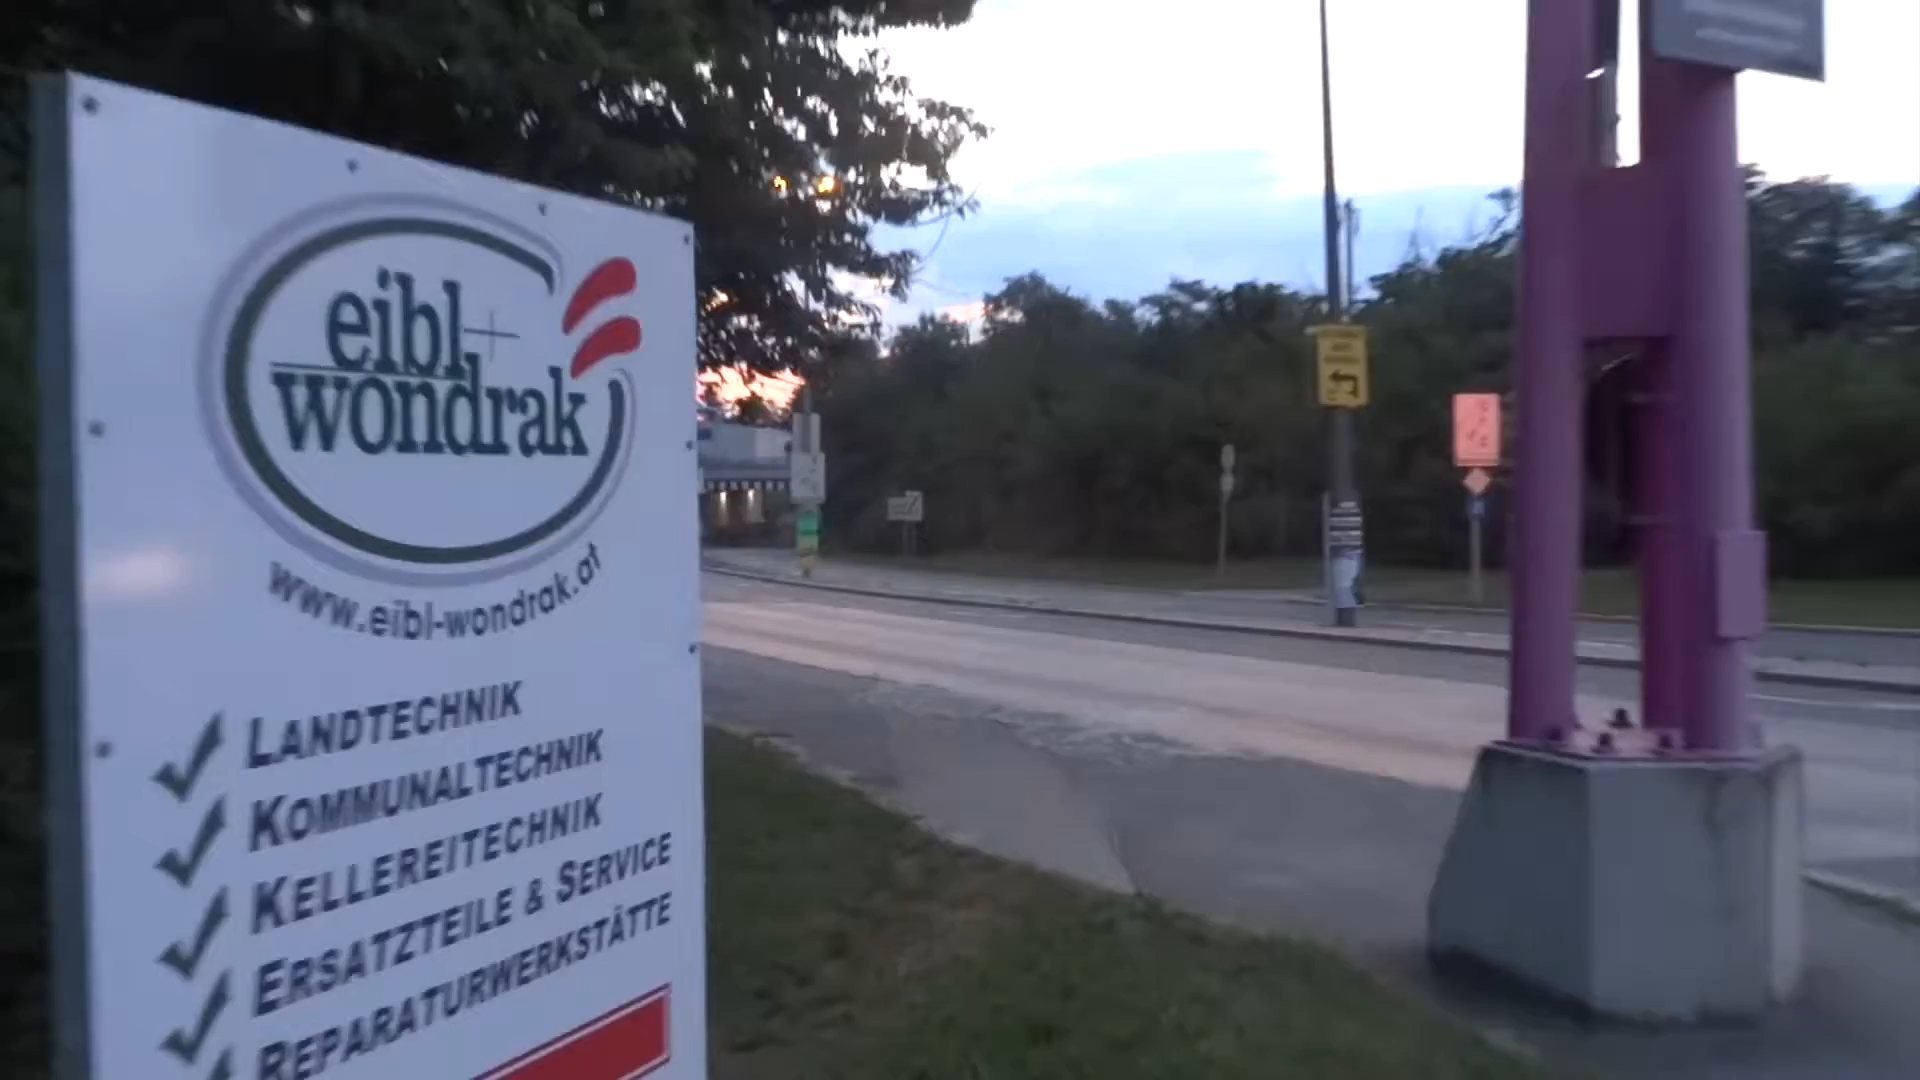 eibl+
wondrak
www.eibl-wondrak.at
LANDTECHNIK
KOMMUNALTECHNIK
KELLEREITECHNIK
ERSATZTEILE & SERVICE
REPARATURWERKSTÄTTE